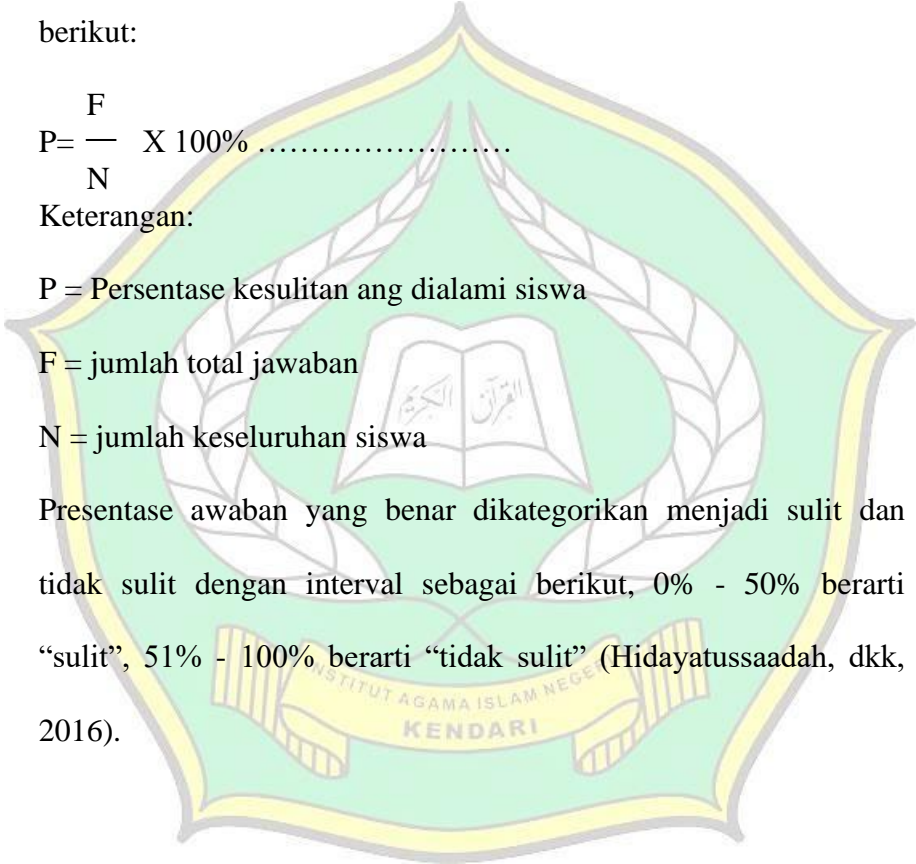 berikut:
F
P= — X 100% ……………………
N
Keterangan:
P = Persentase kesulitan ang dialami siswa
F = jumlah total jawaban
N = jumlah keseluruhan siswa
Presentase awaban yang benar dikategorikan menjadi sulit dan
tidak sulit dengan interval sebagai berikut, 0% - 50% berarti
“sulit”, 51% - 100% berarti “tidak sulit” (Hidayatussaadah, dkk,
2016).
القرآن الكريم
INSTITUT AGAMA ISLAM NEGERI
KENDARI